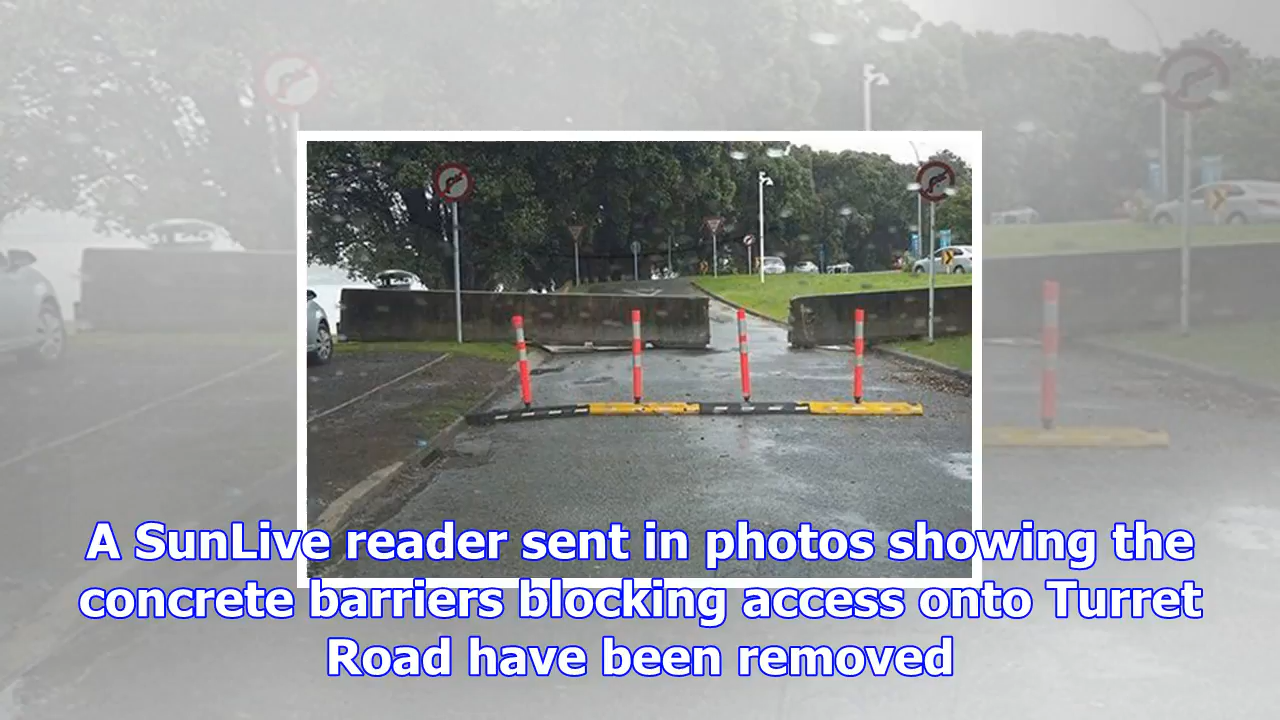 A SunLive reader sent in photos showing the
concrete barriers blocking access onto Turret
Road have been removed